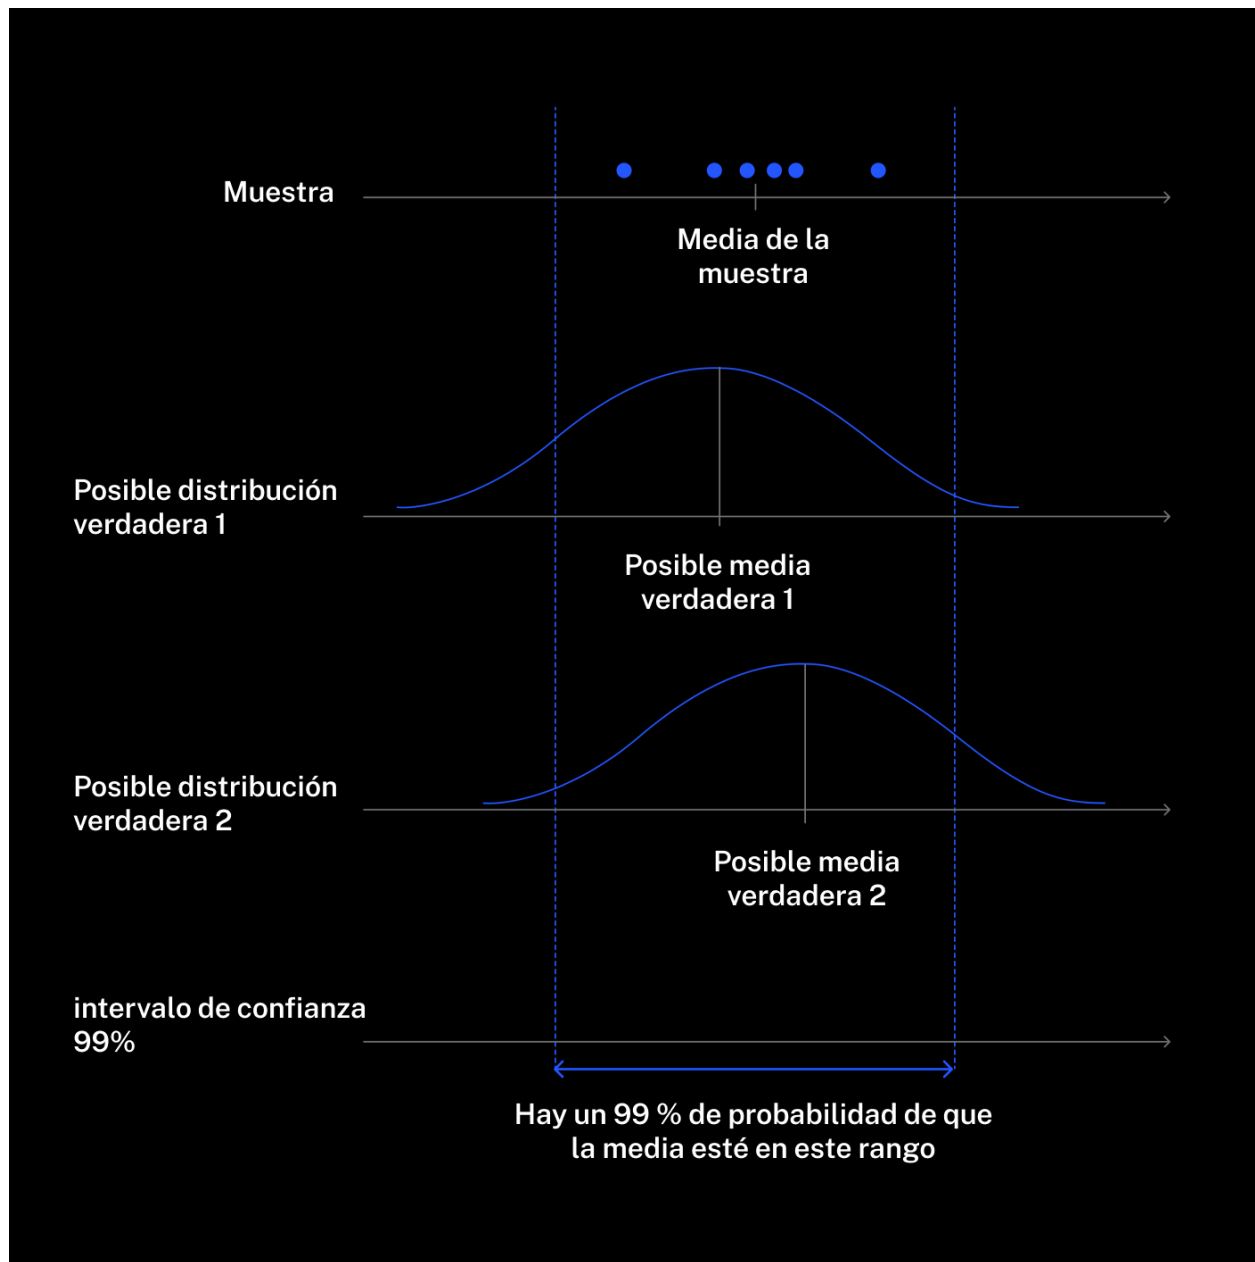 Muestra
Media de la
muestra
Posible distribución
verdadera 1
Posible media
verdadera 1
Posible distribución
verdadera 2
Posible media
verdadera 2
intervalo de confianza
99%
Hay un 99 % de probabilidad de que
la media esté en este rango